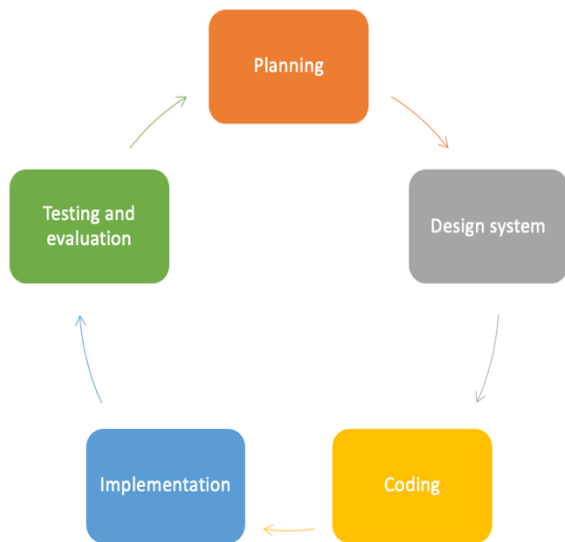 Planning
Design system
Coding
Implementation
Testing and
evaluation